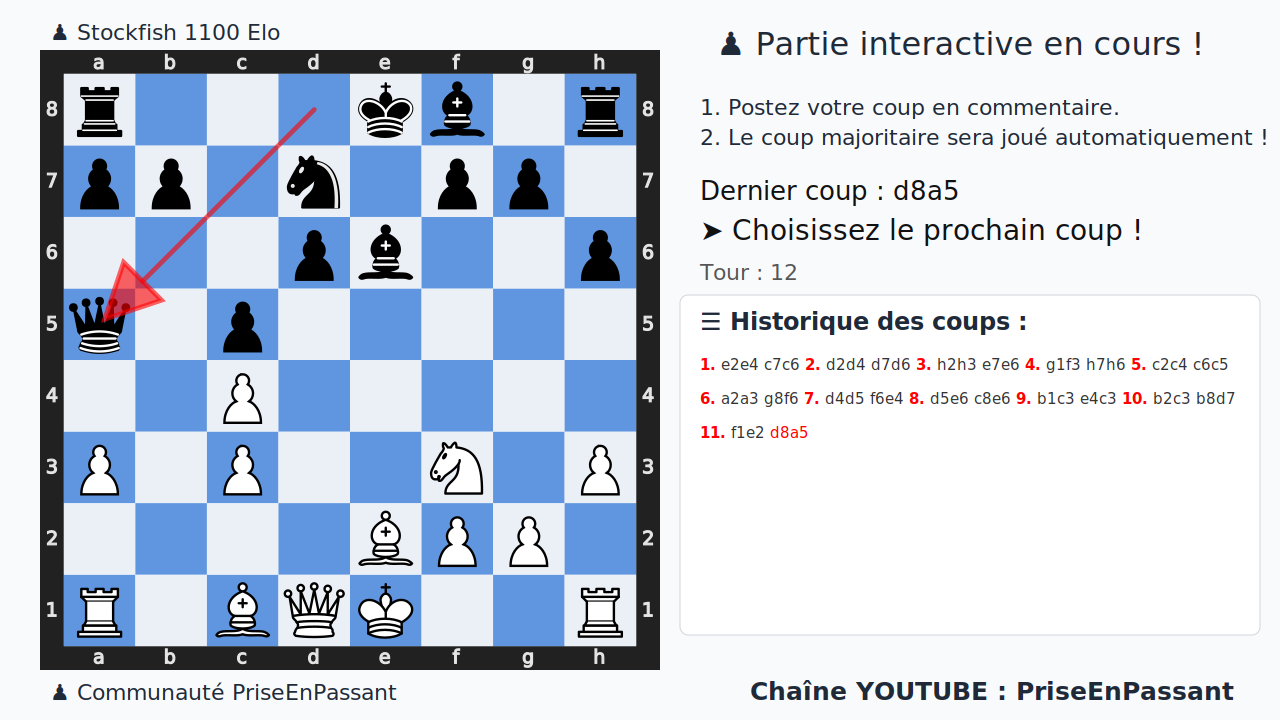 ♟ Stockfish 1100 Elo
a b c d e f g h
8 8
7 7
6 6
5 5
4 4
3 3
2 2
1 1
a b c d e f g h
♟ Communauté PriseEnPassant
♟ Partie interactive en cours !
1. Postez votre coup en commentaire.
2. Le coup majoritaire sera joué automatiquement !
Dernier coup : d8a5
➤ Choisissez le prochain coup !
Tour : 12
☰ Historique des coups :
1. e2e4 c7c6 2. d2d4 d7d6 3. h2h3 e7e6 4. g1f3 h7h6 5. c2c4 c6c5
6. a2a3 g8f6 7. d4d5 f6e4 8. d5e6 c8e6 9. b1c3 e4c3 10. b2c3 b8d7
11. f1e2 d8a5
Chaîne YOUTUBE : PriseEnPassant